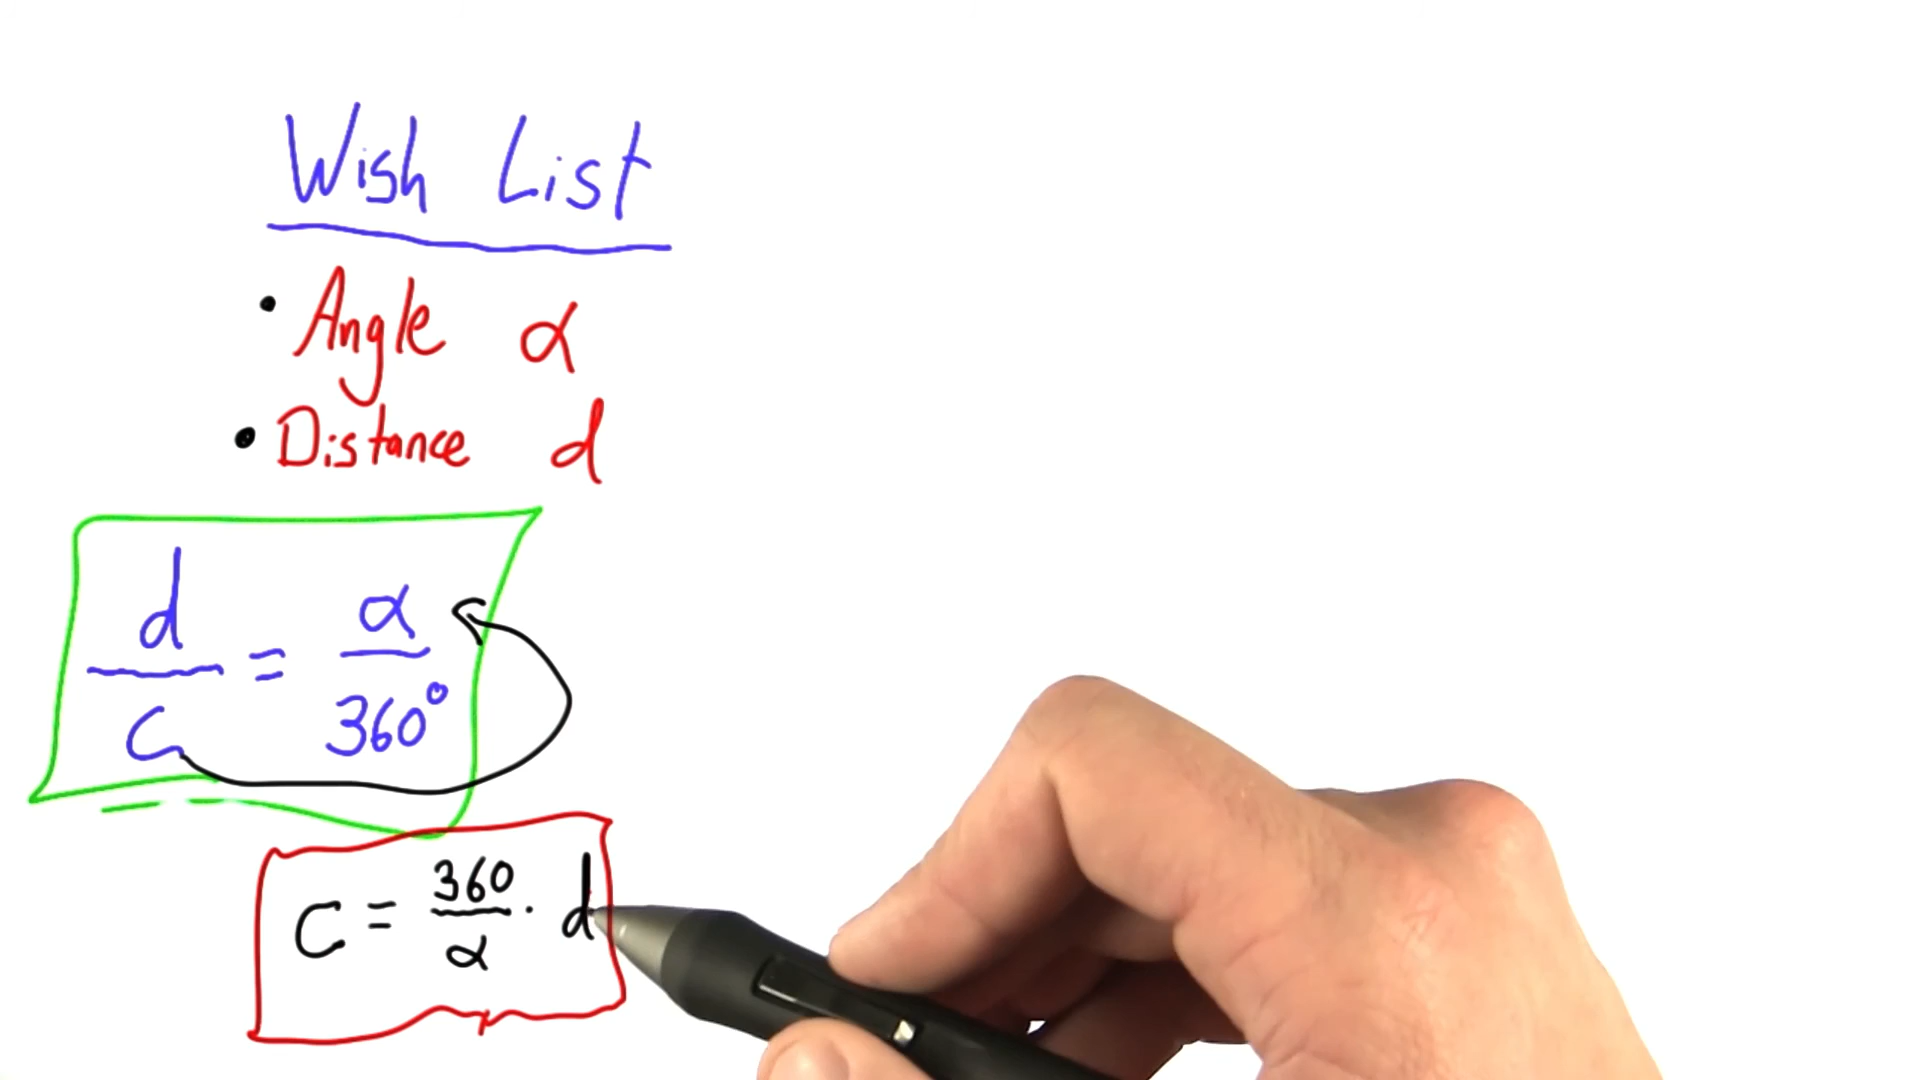 Wish List
• Angle α
• Distance d
d/C = α/360°
C = 360/α · d